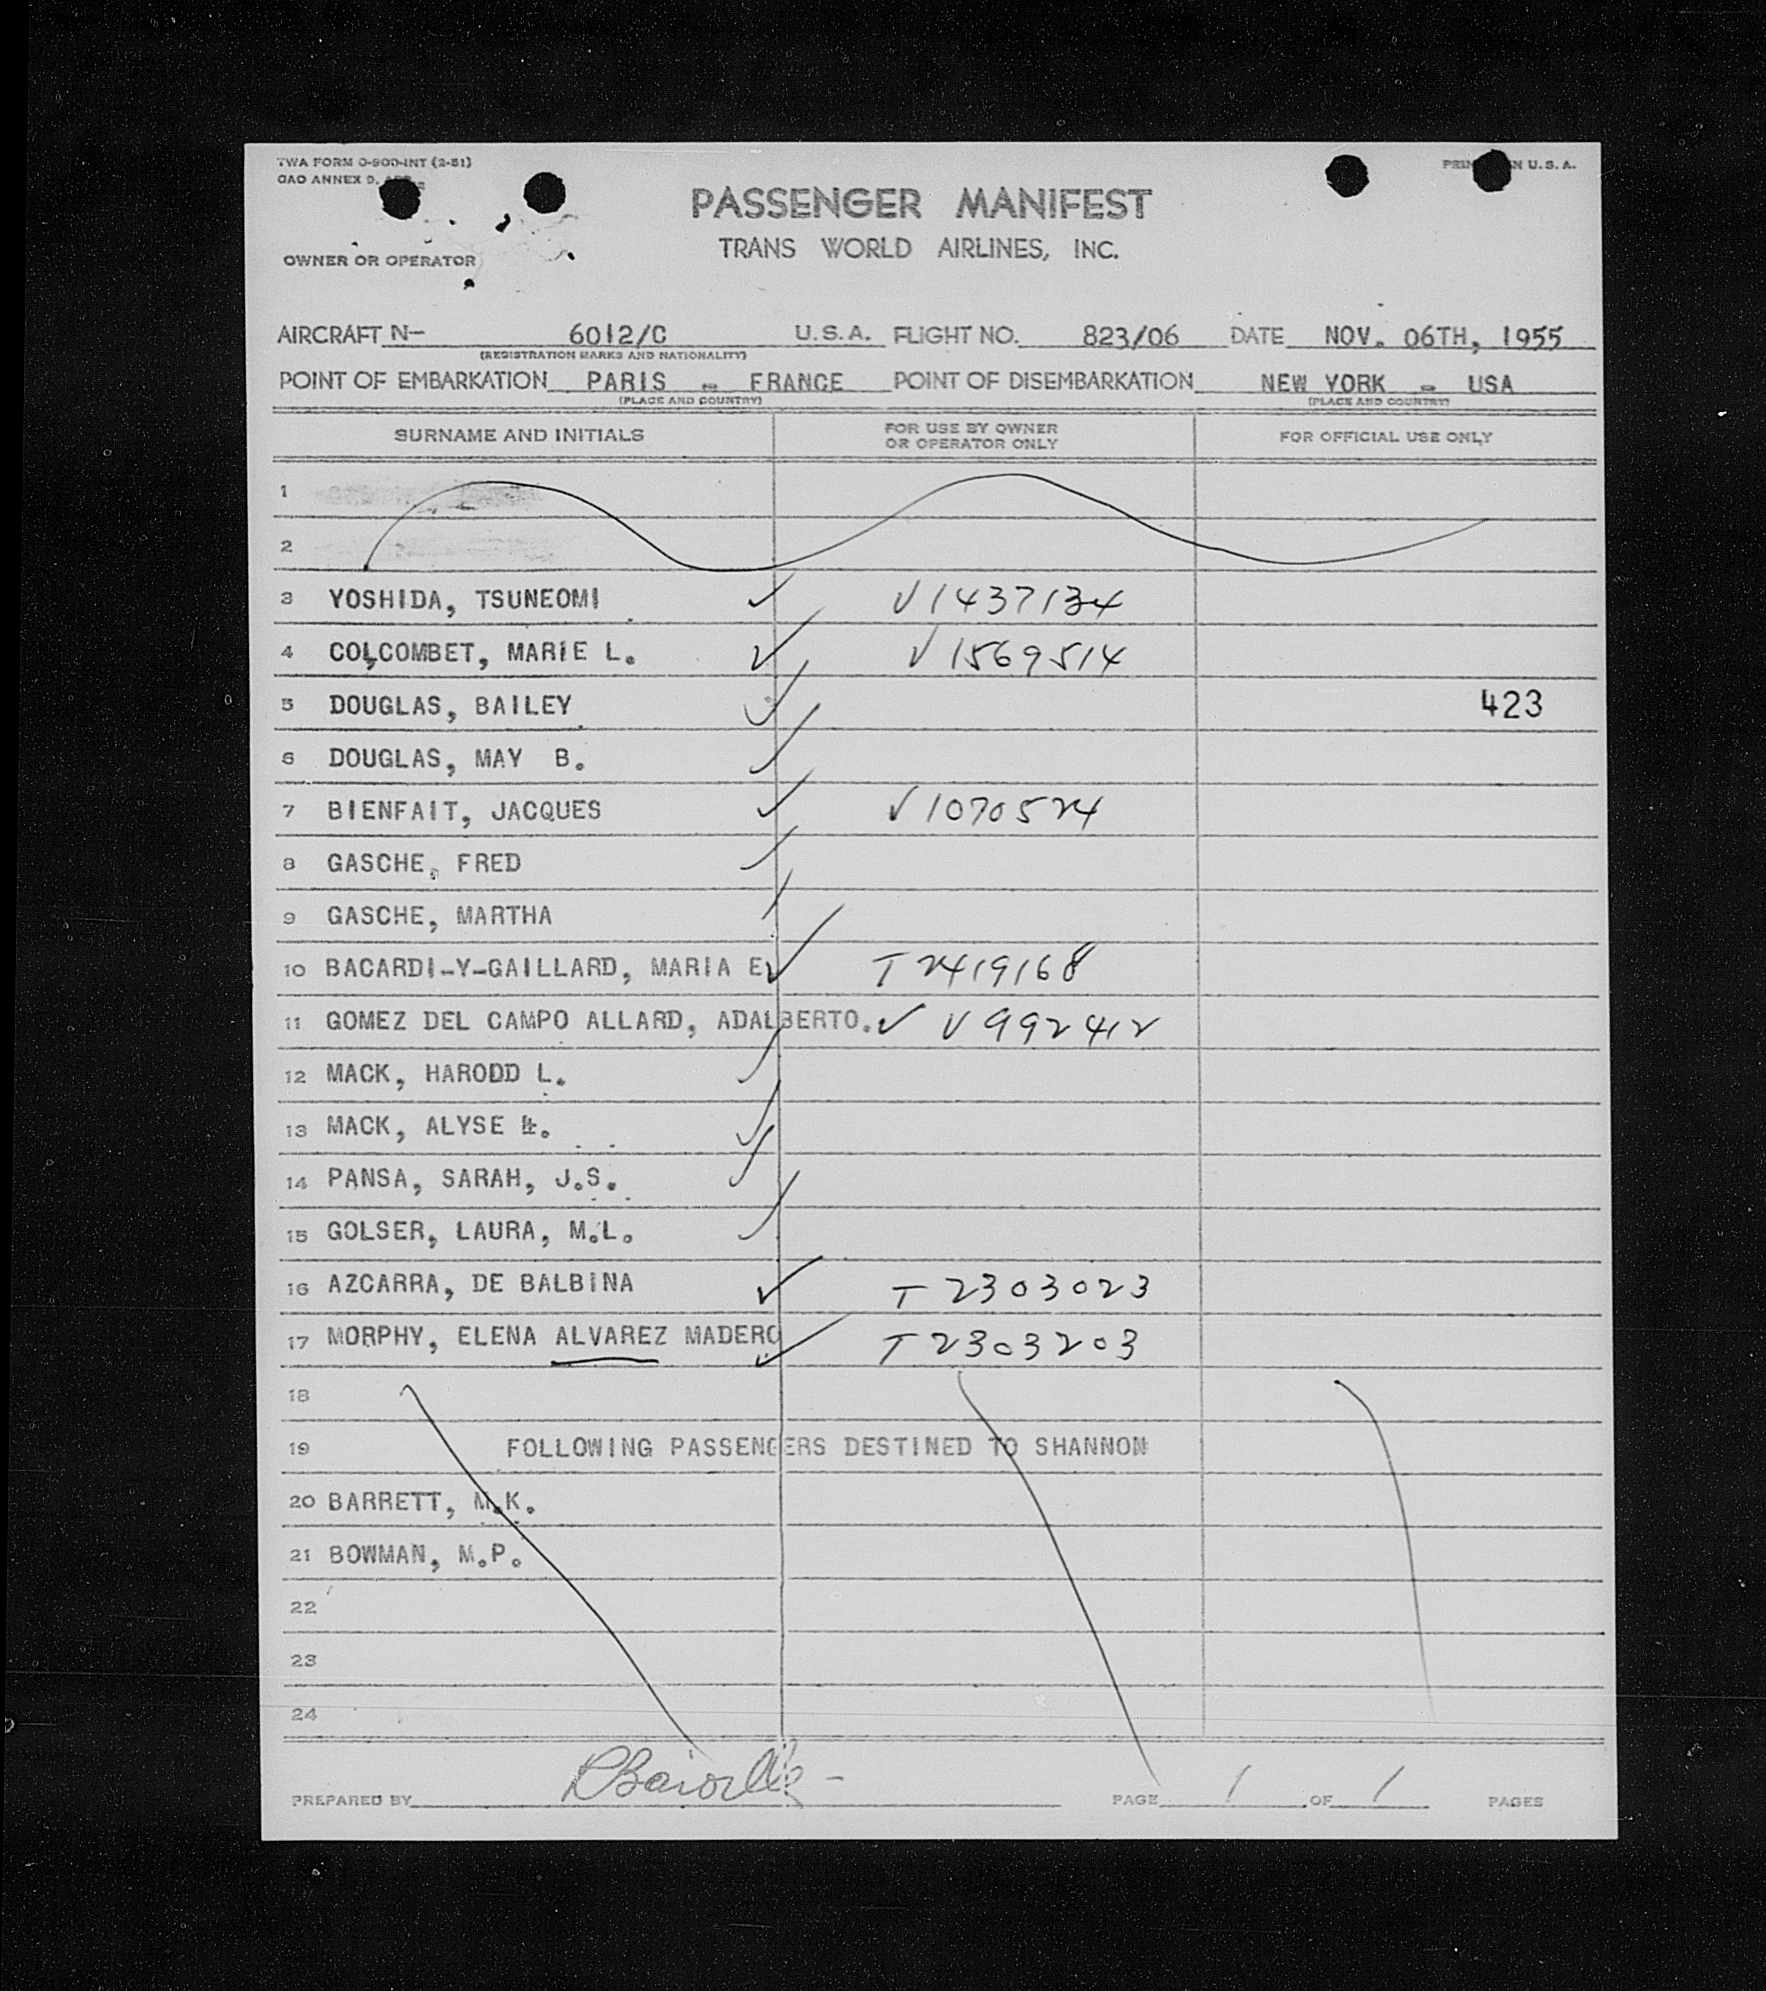 TWA FORM O-900-INT (2-51)
CAO ANNEX 9,
PRIN N U.S.A.
PASSENGER MANIFEST
TRANS WORLD AIRLINES, INC.
OWNER OR OPERATOR
AIRCRAFT N- 6012/C U.S.A. FLIGHT NO. 823/06 DATE NOV. 06TH, 1955
(REGISTRATION MARKS AND NATIONALITY)
POINT OF EMBARKATION PARIS - FRANCE POINT OF DISEMBARKATION NEW YORK - USA
(PLACE AND COUNTRY) (PLACE AND COUNTRY)
SURNAME AND INITIALS FOR USE BY OWNER OR OPERATOR ONLY FOR OFFICIAL USE ONLY
1
2
3 YOSHIDA, TSUNEOMI ✓ V1437134
4 COLCOMBET, MARIE L. ✓ V1569514
5 DOUGLAS, BAILEY ✓ 423
6 DOUGLAS, MAY B. ✓
7 BIENFAIT, JACQUES ✓ V1070524
8 GASCHE, FRED ✓
9 GASCHE, MARTHA
10 BACARDI-Y-GAILLARD, MARIA E ✓ T2419168
11 GOMEZ DEL CAMPO ALLARD, ADALBERTO. ✓ V992412
12 MACK, HARODD L. ✓
13 MACK, ALYSE ✓
14 PANSA, SARAH, J.S. ✓
15 GOLSER, LAURA, M.L. ✓
16 AZCARRA, DE BALBINA ✓ T2303023
17 MORPHY, ELENA ALVAREZ MADERO ✓ T2303203
18
19 FOLLOWING PASSENGERS DESTINED TO SHANNON
20 BARRETT, M.K.
21 BOWMAN, M.P.
22
23
24
PREPARED BY PAGE 1 OF 1 PAGES